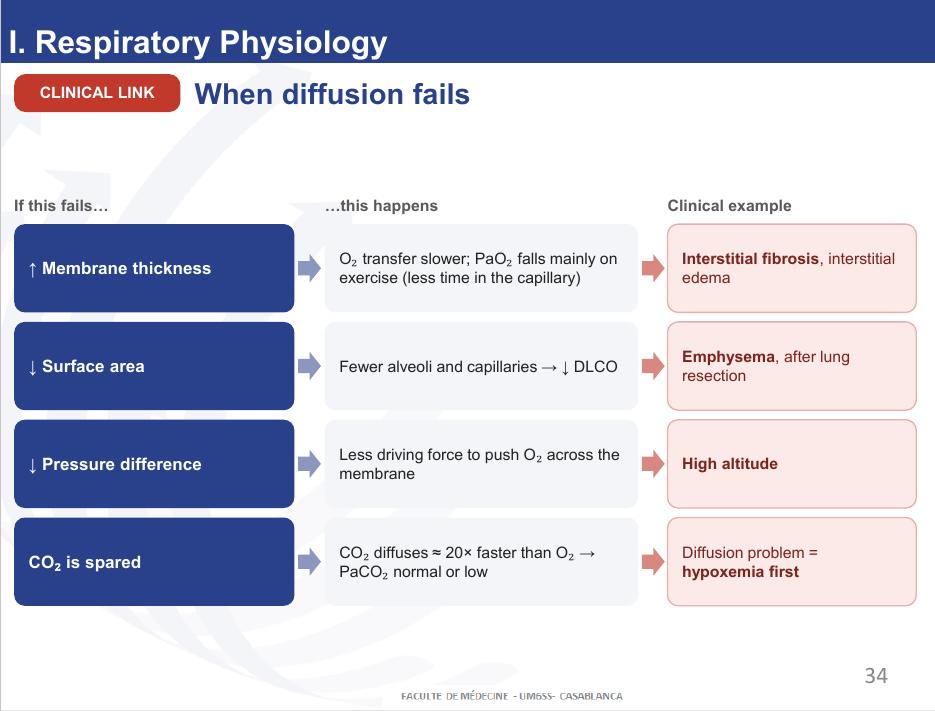 I. Respiratory Physiology
CLINICAL LINK
When diffusion fails
If this fails…
…this happens
Clinical example
↑ Membrane thickness
O₂ transfer slower; PaO₂ falls mainly on
exercise (less time in the capillary)
Interstitial fibrosis, interstitial
edema
↓ Surface area
Fewer alveoli and capillaries → ↓ DLCO
Emphysema, after lung
resection
↓ Pressure difference
Less driving force to push O₂ across the
membrane
High altitude
CO₂ is spared
CO₂ diffuses ≈ 20× faster than O₂ →
PaCO₂ normal or low
Diffusion problem =
hypoxemia first
34
FACULTE DE MÉDECINE - UM6SS- CASABLANCA